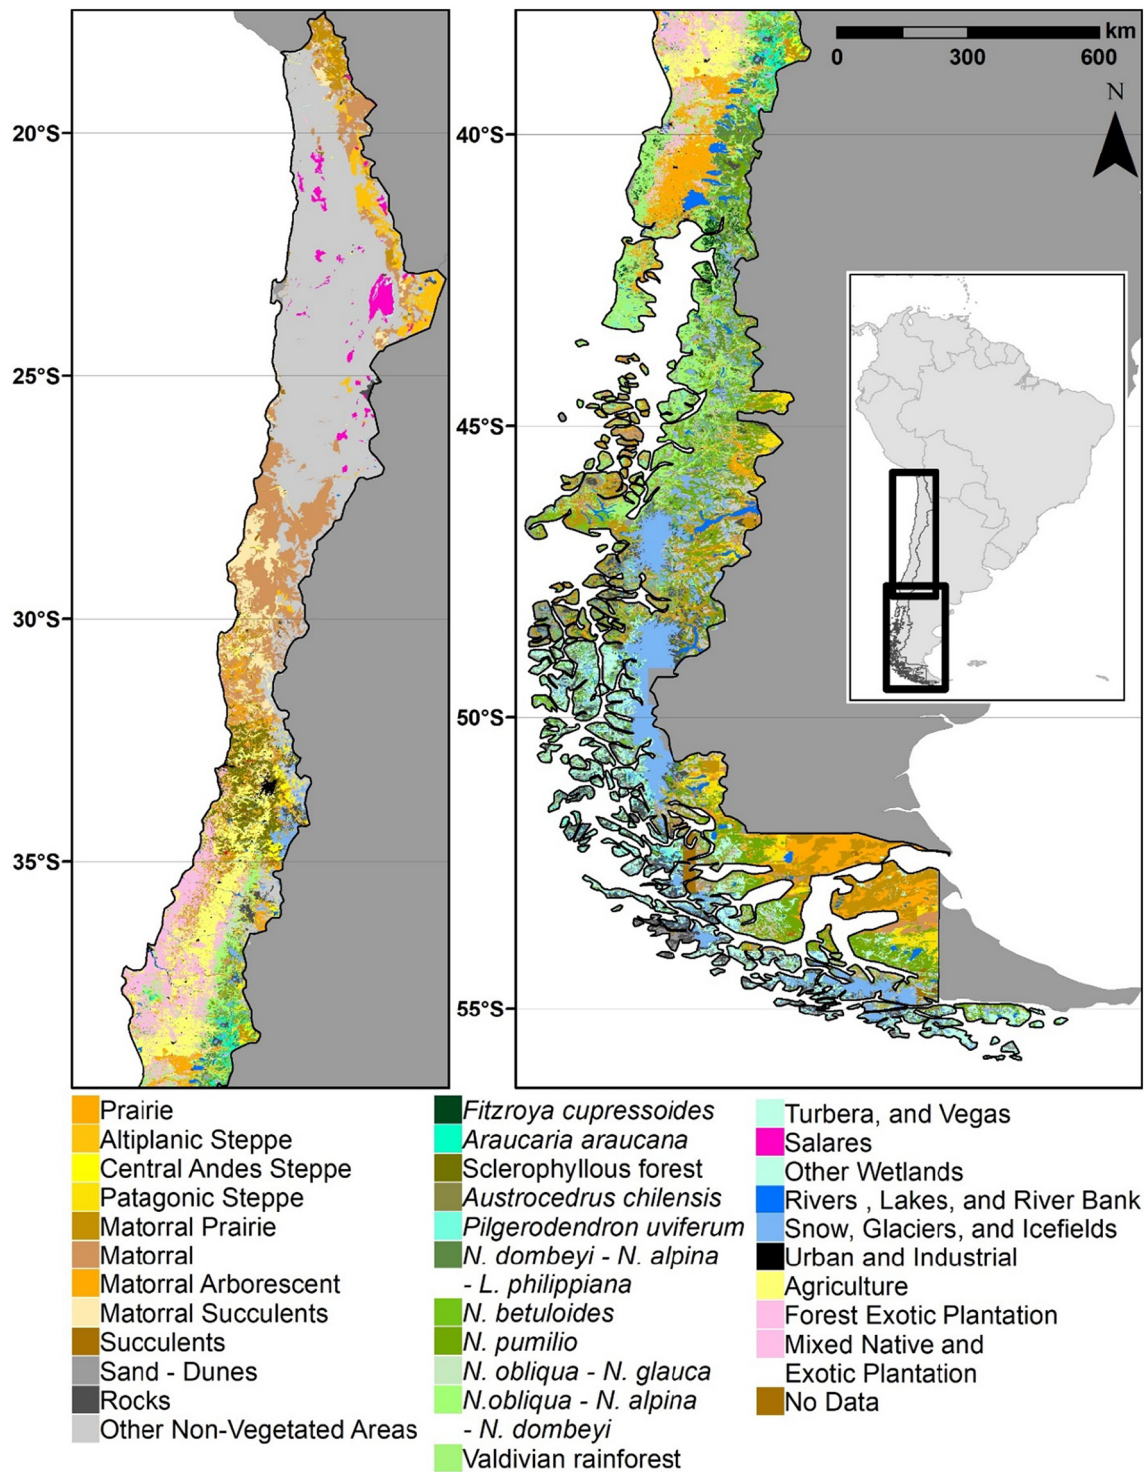 km
0 300 600
N
20°S
25°S
30°S
35°S
40°S
45°S
50°S
55°S
Prairie
Altiplanic Steppe
Central Andes Steppe
Patagonic Steppe
Matorral Prairie
Matorral
Matorral Arborescent
Matorral Succulents
Succulents
Sand - Dunes
Rocks
Other Non-Vegetated Areas
Fitzroya cupressoides
Araucaria araucana
Sclerophyllous forest
Austrocedrus chilensis
Pilgerodendron uviferum
N. dombeyi - N. alpina
- L. philippiana
N. betuloides
N. pumilio
N. obliqua - N. glauca
N.obliqua - N. alpina
- N. dombeyi
Valdivian rainforest
Turbera, and Vegas
Salares
Other Wetlands
Rivers , Lakes, and River Bank
Snow, Glaciers, and Icefields
Urban and Industrial
Agriculture
Forest Exotic Plantation
Mixed Native and
Exotic Plantation
No Data